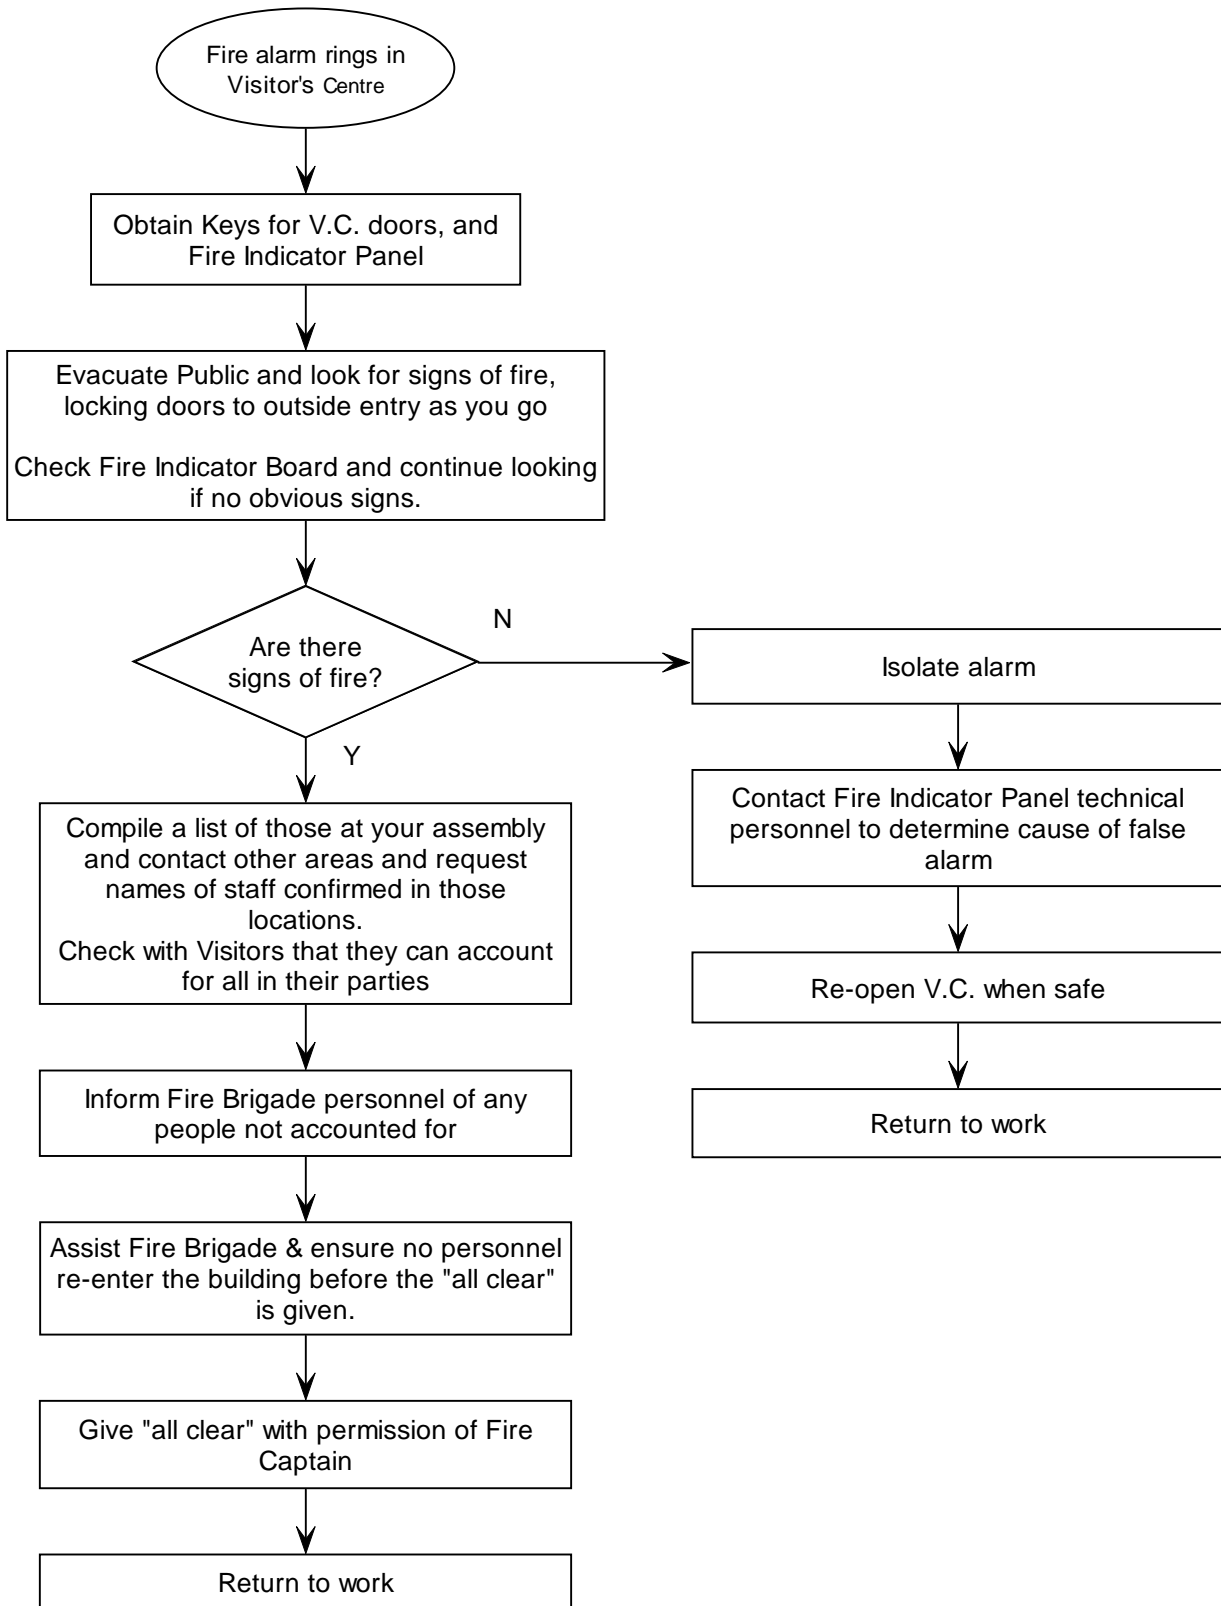 Fire alarm rings in
Visitor's Centre
Obtain Keys for V.C. doors, and
Fire Indicator Panel
Evacuate Public and look for signs of fire,
locking doors to outside entry as you go
Check Fire Indicator Board and continue looking
if no obvious signs.
Are there
signs of fire?
N
Y
Compile a list of those at your assembly
and contact other areas and request
names of staff confirmed in those
locations.
Check with Visitors that they can account
for all in their parties
Inform Fire Brigade personnel of any
people not accounted for
Assist Fire Brigade & ensure no personnel
re-enter the building before the "all clear"
is given.
Give "all clear" with permission of Fire
Captain
Return to work
Isolate alarm
Contact Fire Indicator Panel technical
personnel to determine cause of false
alarm
Re-open V.C. when safe
Return to work